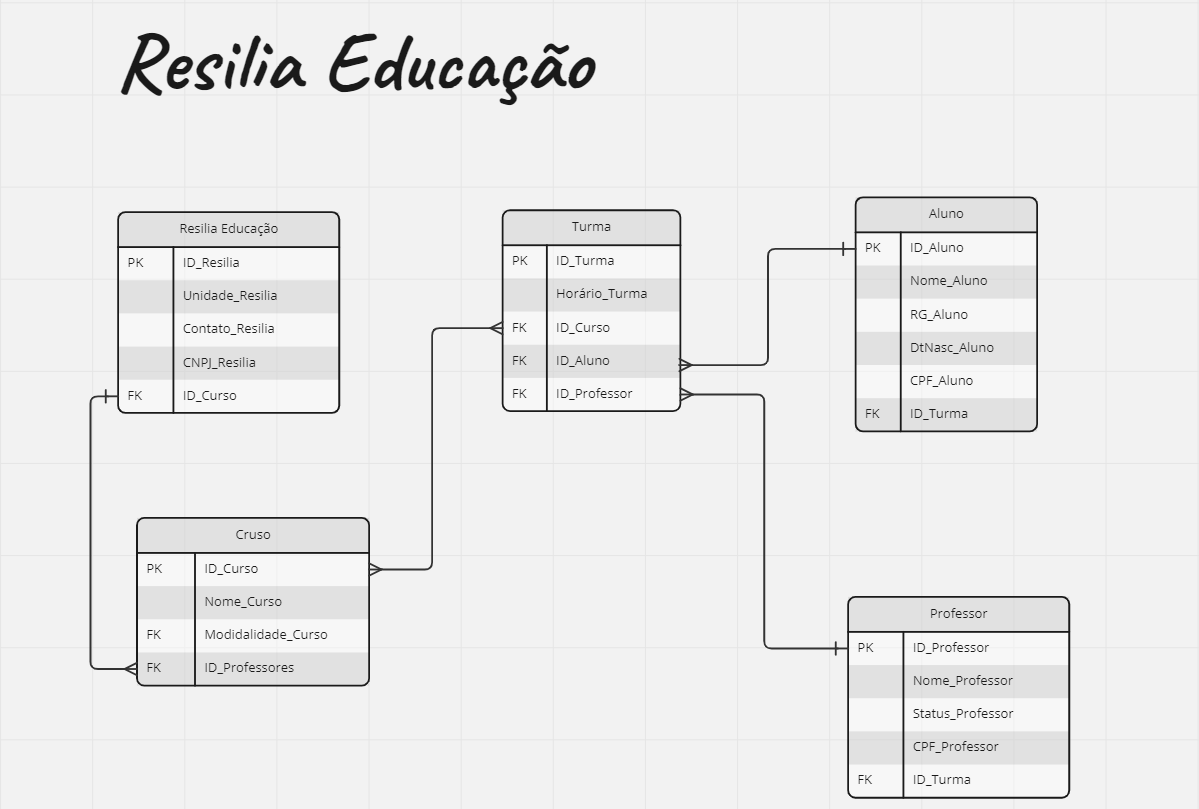 Resilia Educação
Resilia Educação
PK ID_Resilia
Unidade_Resilia
Contato_Resilia
CNPJ_Resilia
FK ID_Curso
Turma
PK ID_Turma
Horário_Turma
FK ID_Curso
FK ID_Aluno
FK ID_Professor
Aluno
PK ID_Aluno
Nome_Aluno
RG_Aluno
DtNasc_Aluno
CPF_Aluno
FK ID_Turma
Cruso
PK ID_Curso
Nome_Curso
FK Modidalidade_Curso
FK ID_Professores
Professor
PK ID_Professor
Nome_Professor
Status_Professor
CPF_Professor
FK ID_Turma